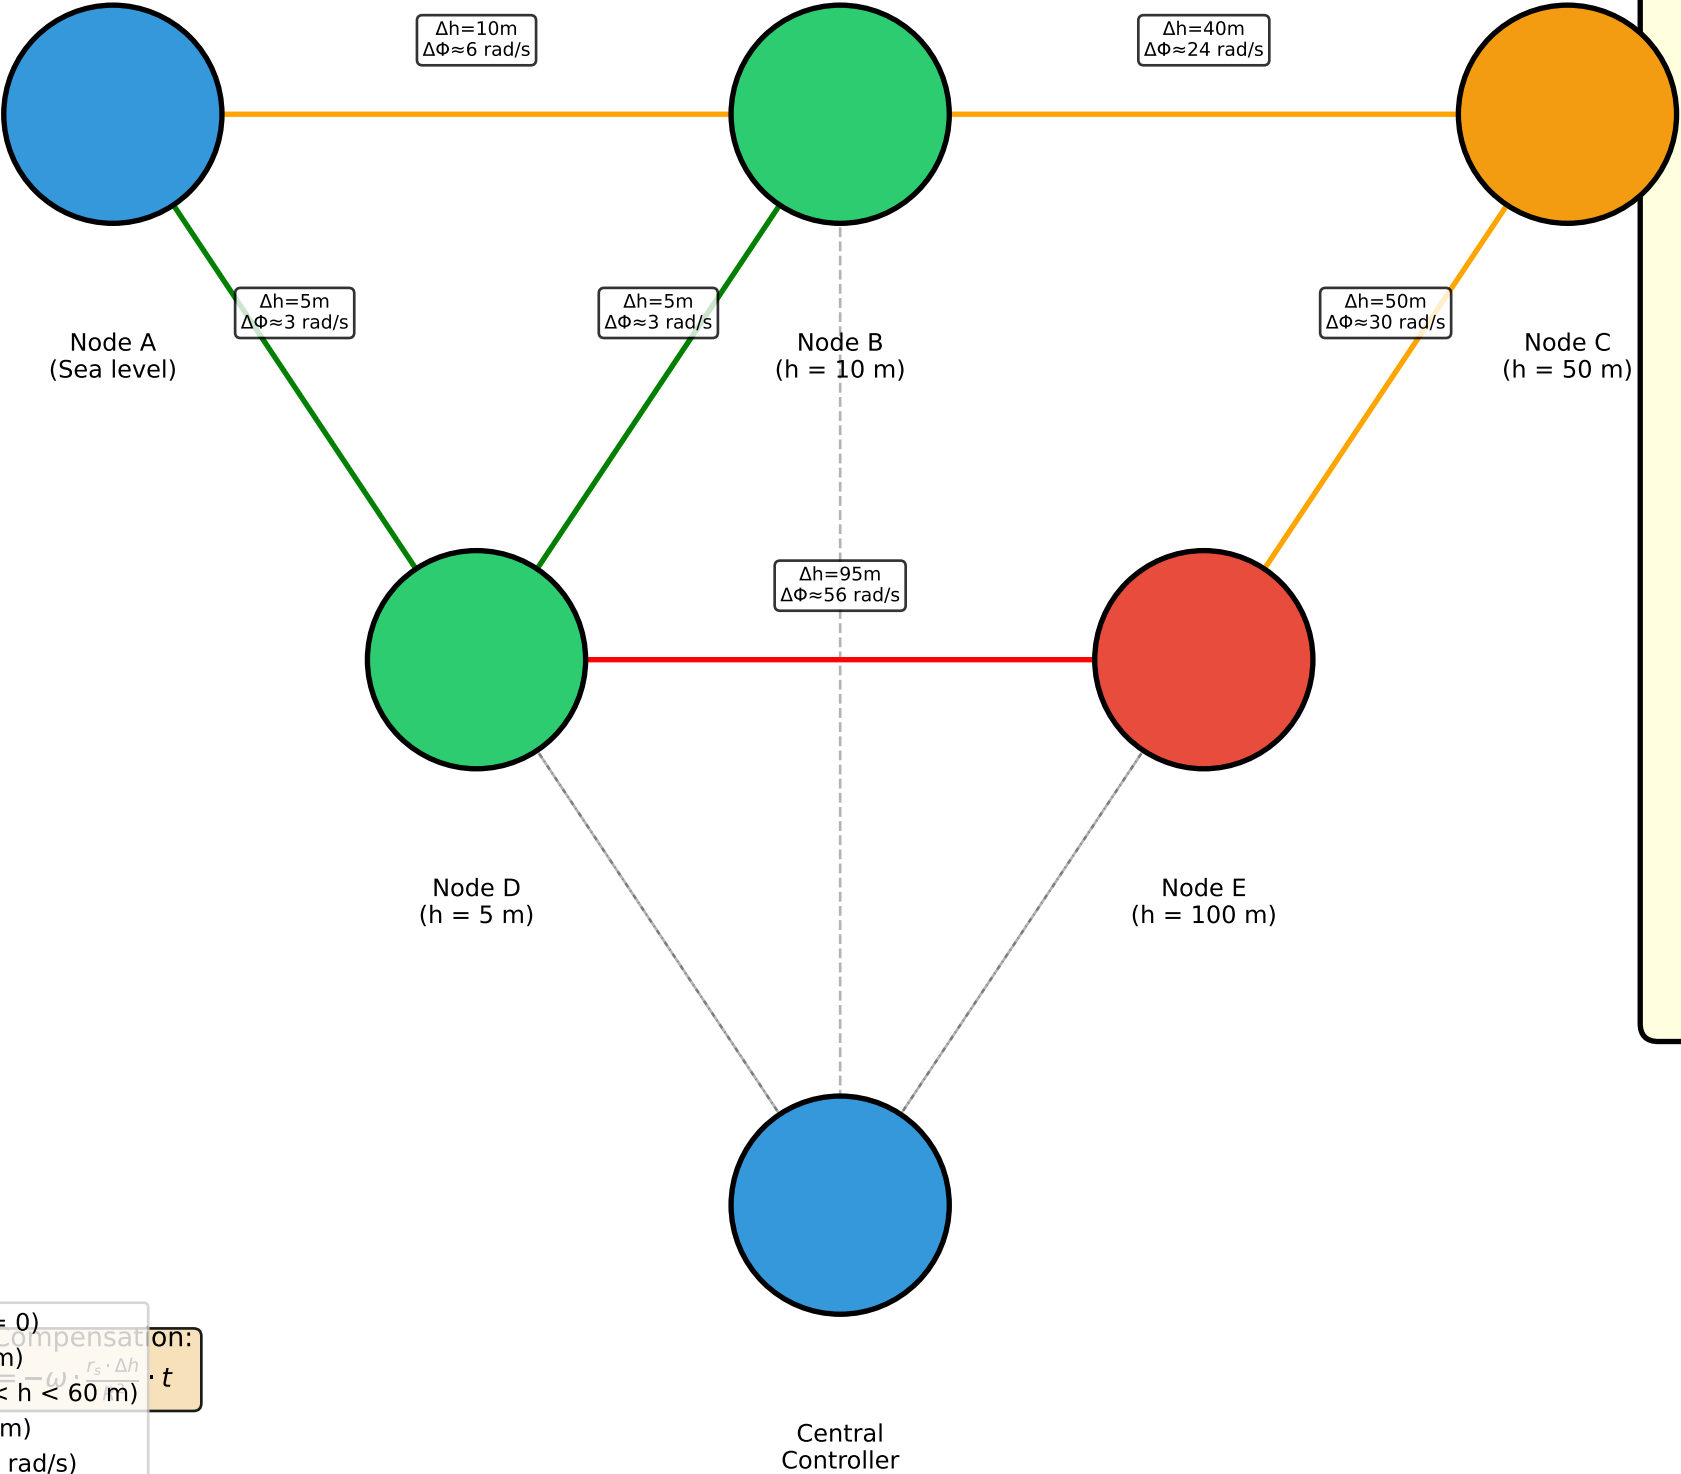 Δh=10m
ΔΦ≈6 rad/s
Δh=40m
ΔΦ≈24 rad/s
Δh=5m
ΔΦ≈3 rad/s
Δh=5m
ΔΦ≈3 rad/s
Δh=50m
ΔΦ≈30 rad/s
Node A
(Sea level)
Node B
(h = 10 m)
Node C
(h = 50 m)
Δh=95m
ΔΦ≈56 rad/s
Node D
(h = 5 m)
Node E
(h = 100 m)
= 0)
Compensation:
m)
= −ω · r_s · Δh / · t
< h < 60 m)
m)
rad/s)
Central
Controller